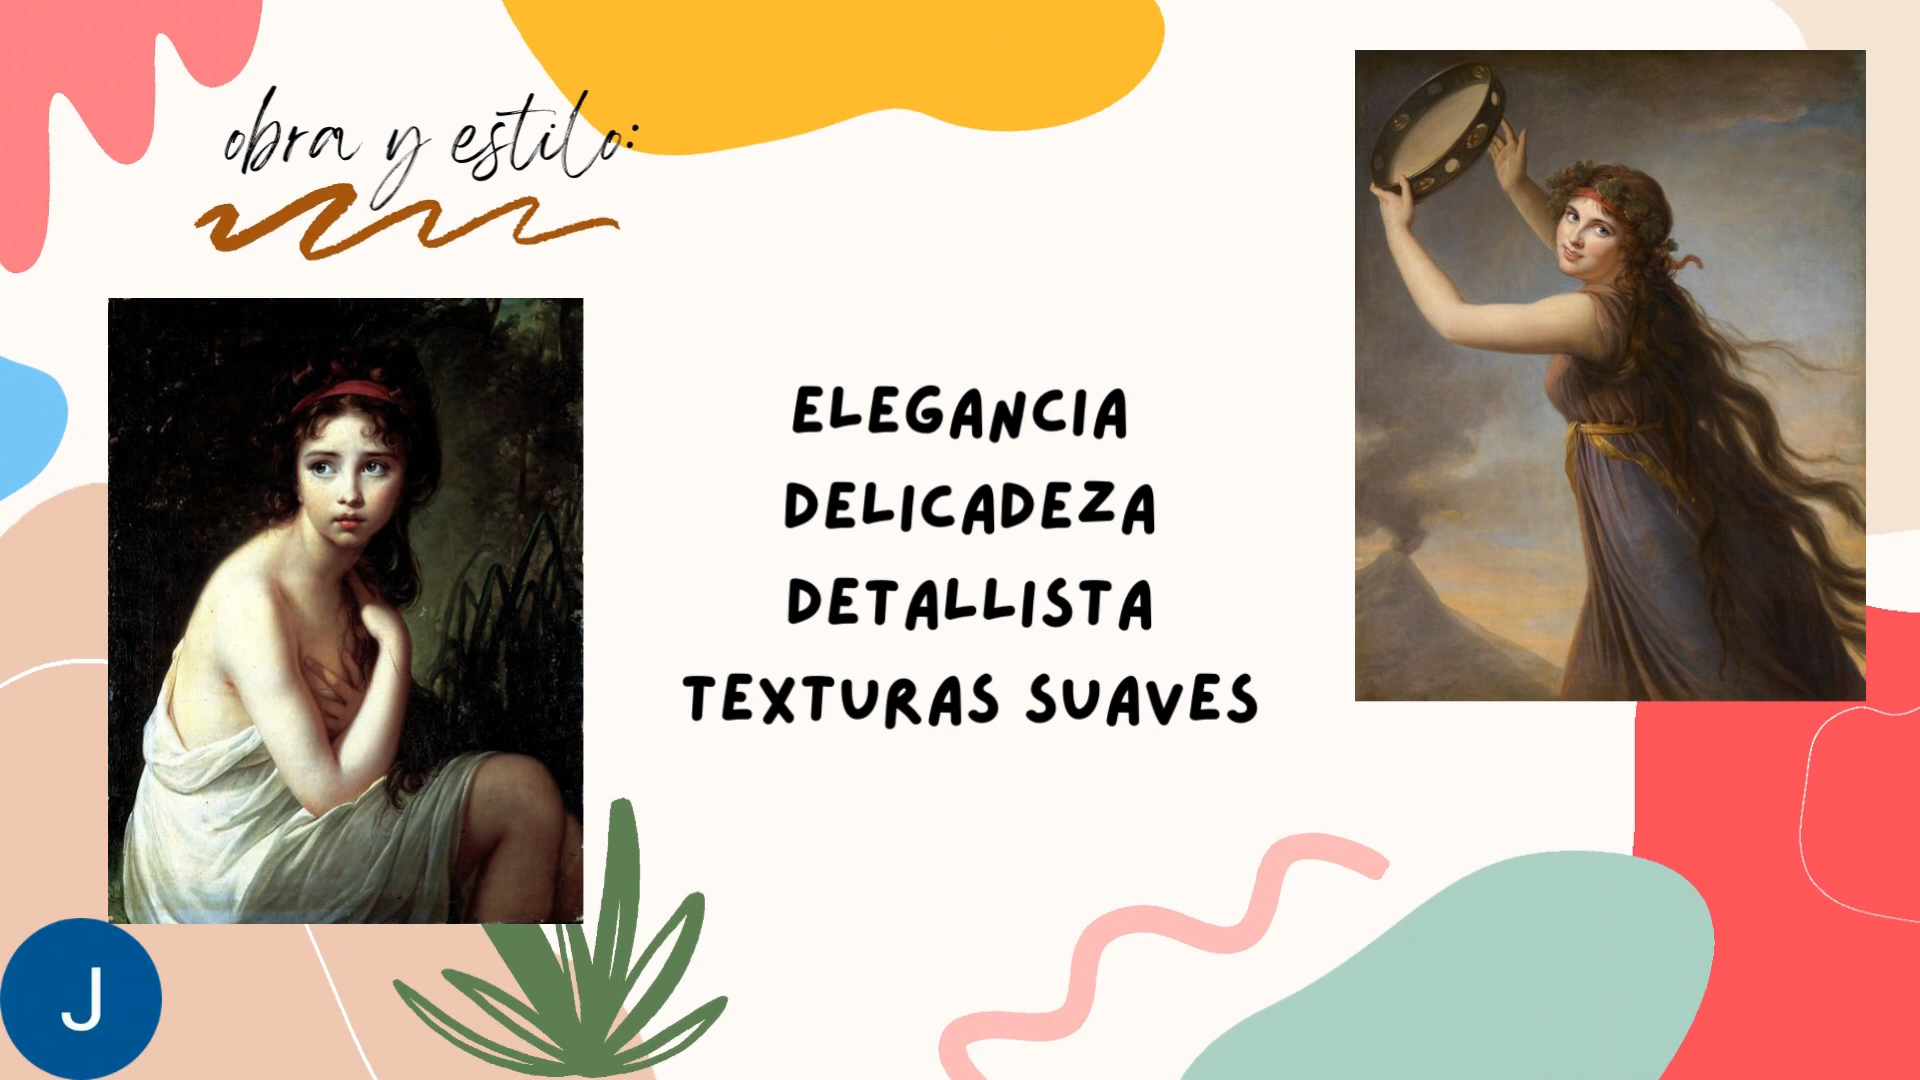 obra y estilo:
ELEGANCIA
DELICADEZA
DETALLISTA
TEXTURAS SUAVES
J